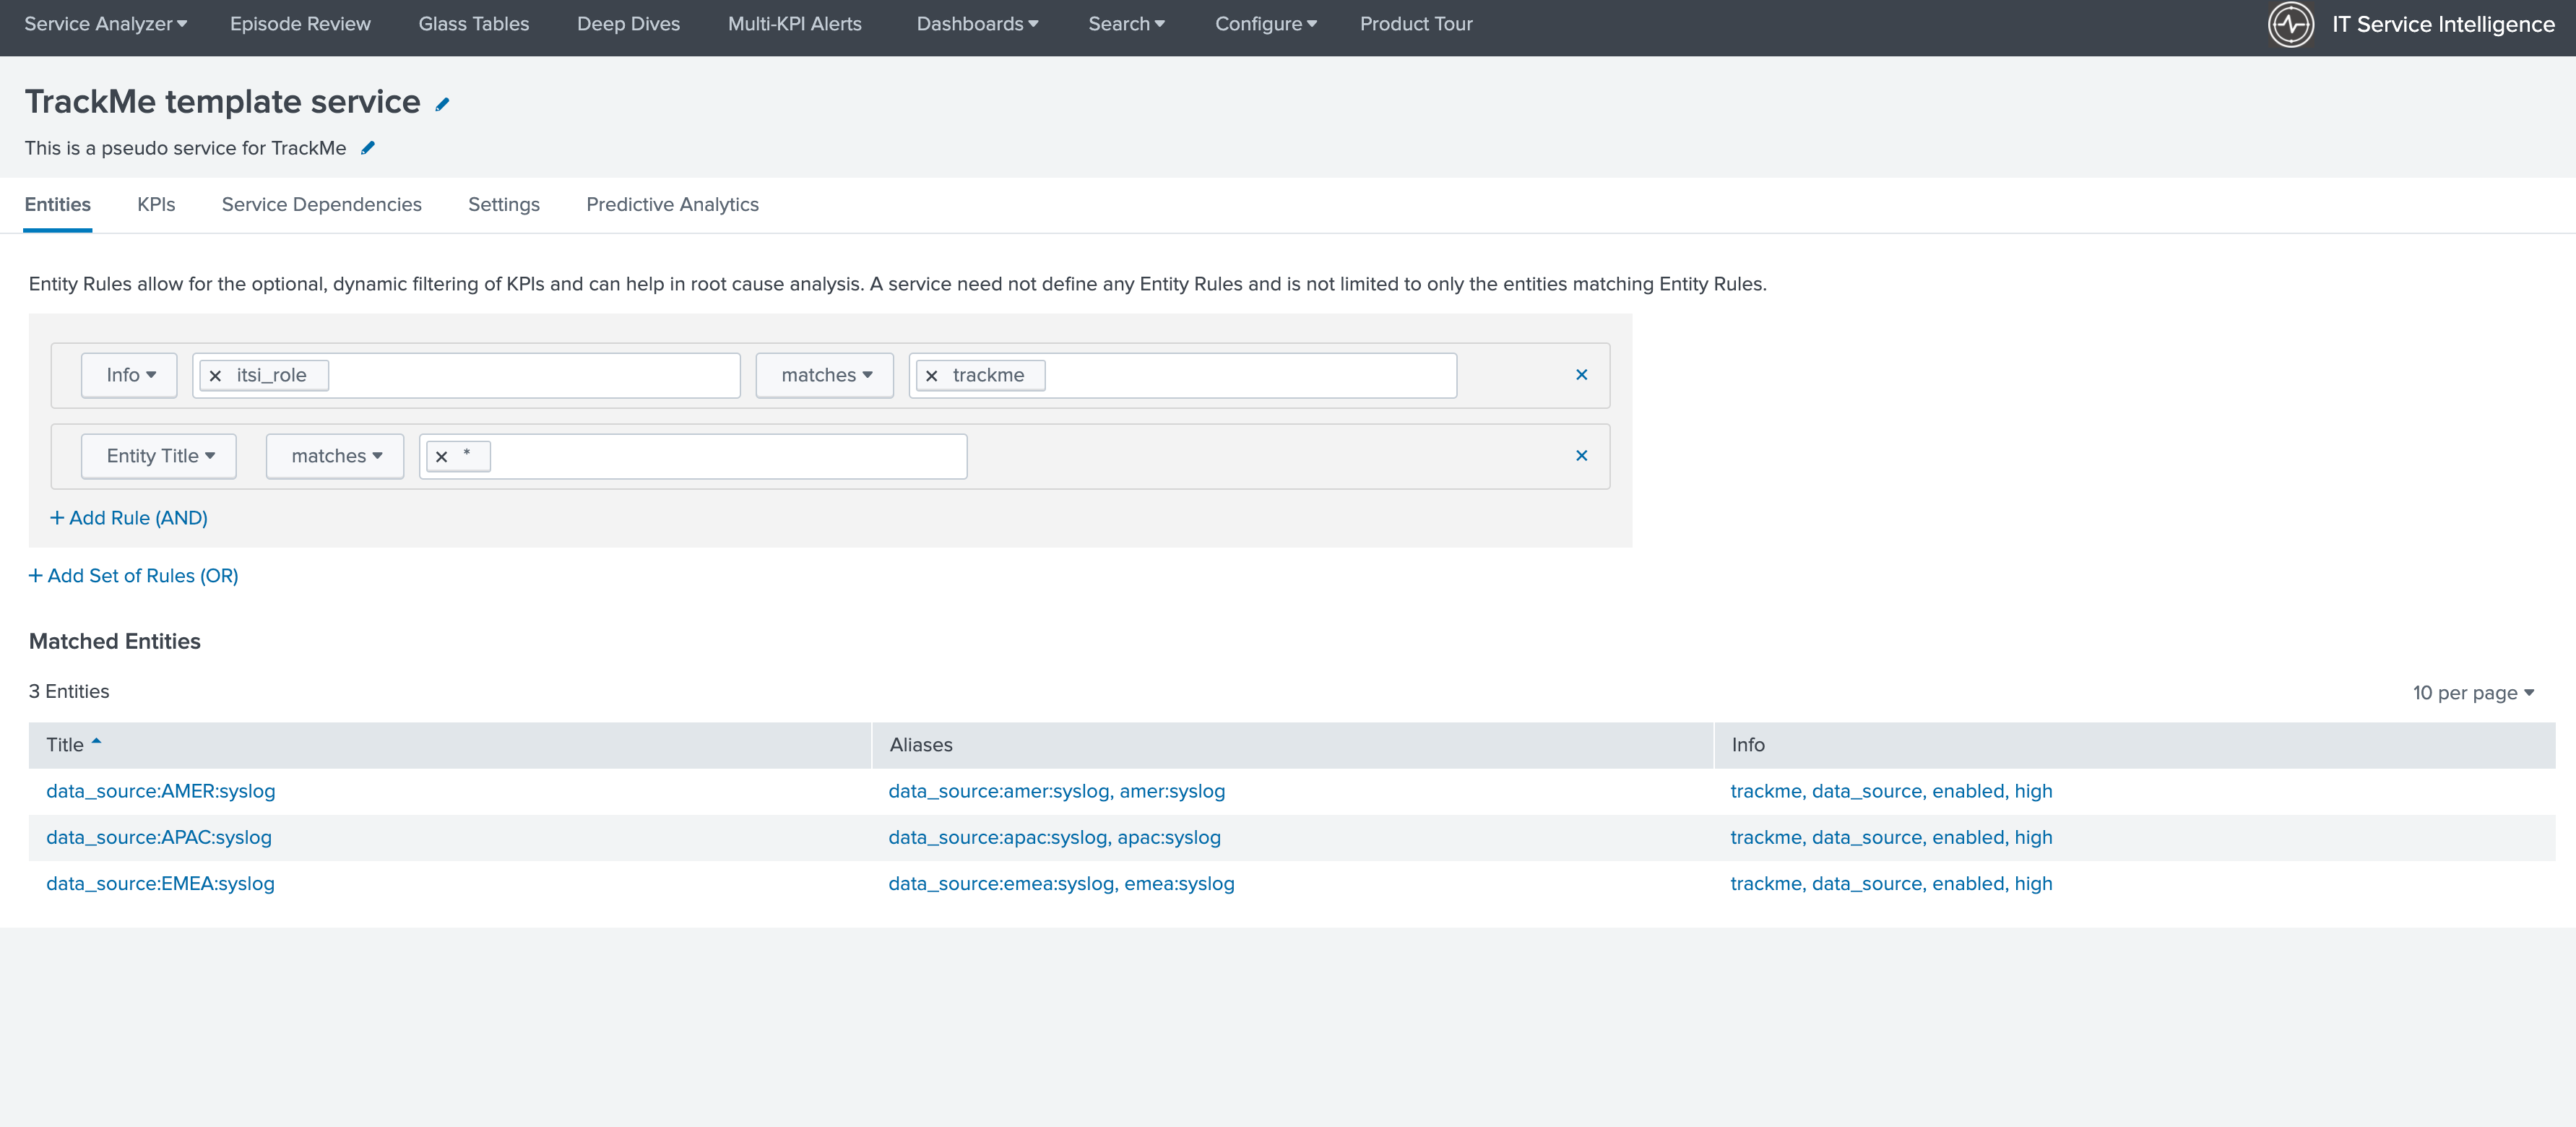 Service Analyzer Episode Review Glass Tables Deep Dives Multi-KPI Alerts Dashboards Search Configure Product Tour IT Service Intelligence
TrackMe template service
This is a pseudo service for TrackMe
Entities KPIs Service Dependencies Settings Predictive Analytics
Entity Rules allow for the optional, dynamic filtering of KPIs and can help in root cause analysis. A service need not define any Entity Rules and is not limited to only the entities matching Entity Rules.
Info × itsi_role matches × trackme ×
Entity Title matches × * ×
+ Add Rule (AND)
+ Add Set of Rules (OR)
Matched Entities
3 Entities 10 per page
Title Aliases Info
data_source:AMER:syslog data_source:amer:syslog, amer:syslog trackme, data_source, enabled, high
data_source:APAC:syslog data_source:apac:syslog, apac:syslog trackme, data_source, enabled, high
data_source:EMEA:syslog data_source:emea:syslog, emea:syslog trackme, data_source, enabled, high